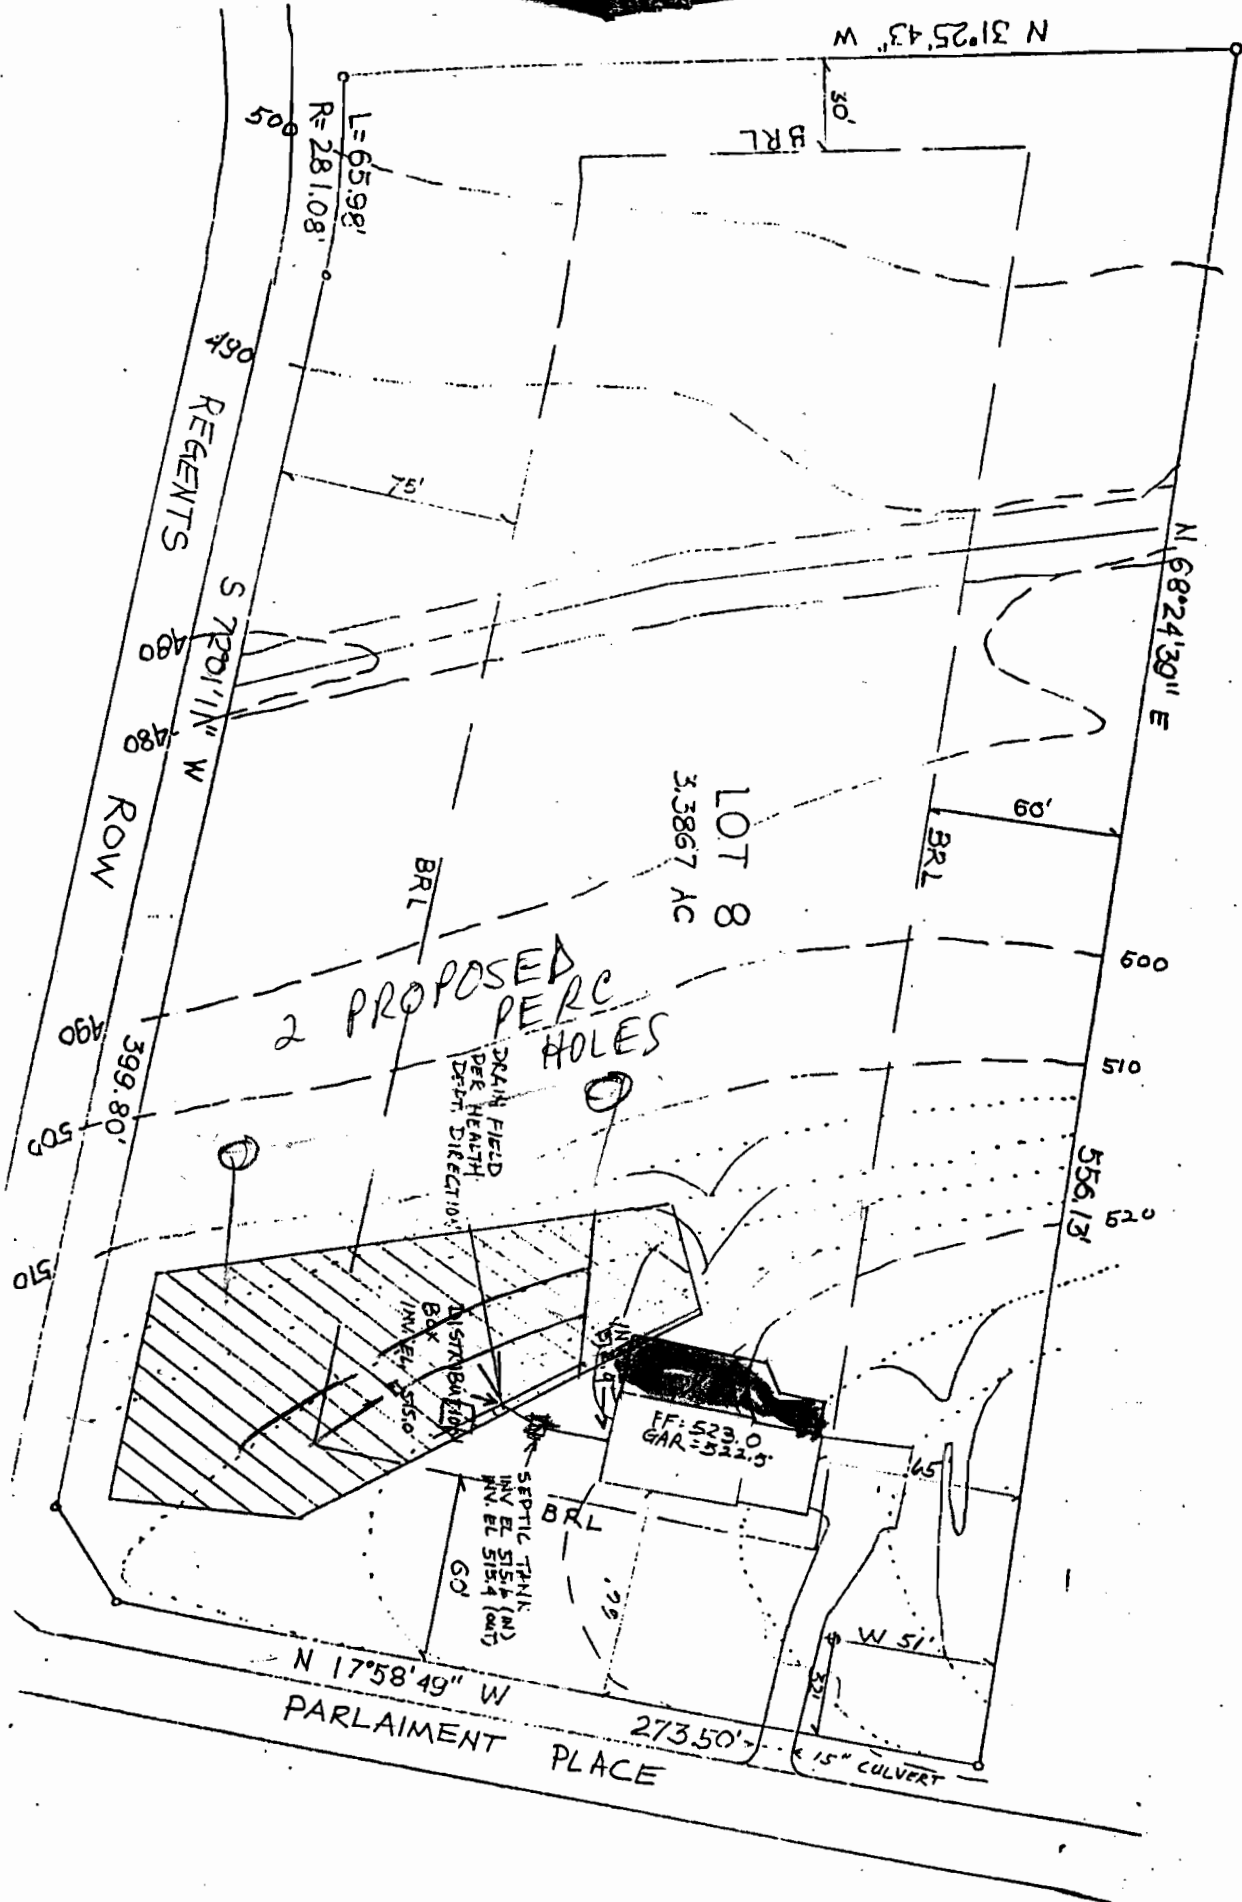 N 31°25'43" W
30'
BRL
L=65.98'
R=281.08'
500
490
75'
REGENTS
ROW
S 72°01'11" W
399.80'
480
480
490
500
510
N 68°24'30" E
556.13'
60'
BRL
BRL
LOT 8
3.3867 AC
600
510
520
2 PROPOSED
PERC
HOLES
DRAIN FIELD
PER HEALTH
DEPT. DIRECTION
DISTRIBUTION
BOX
INV. EL. 515.0
FF: 523.0
GAR = 522.5
65
SEPTIC TANK
INV EL 515.6 (IN)
INV. EL 515.4 (OUT)
BRL
60'
W 51'
32'
N 17°58'49" W
273.50'
15" CULVERT
PARLAIMENT PLACE